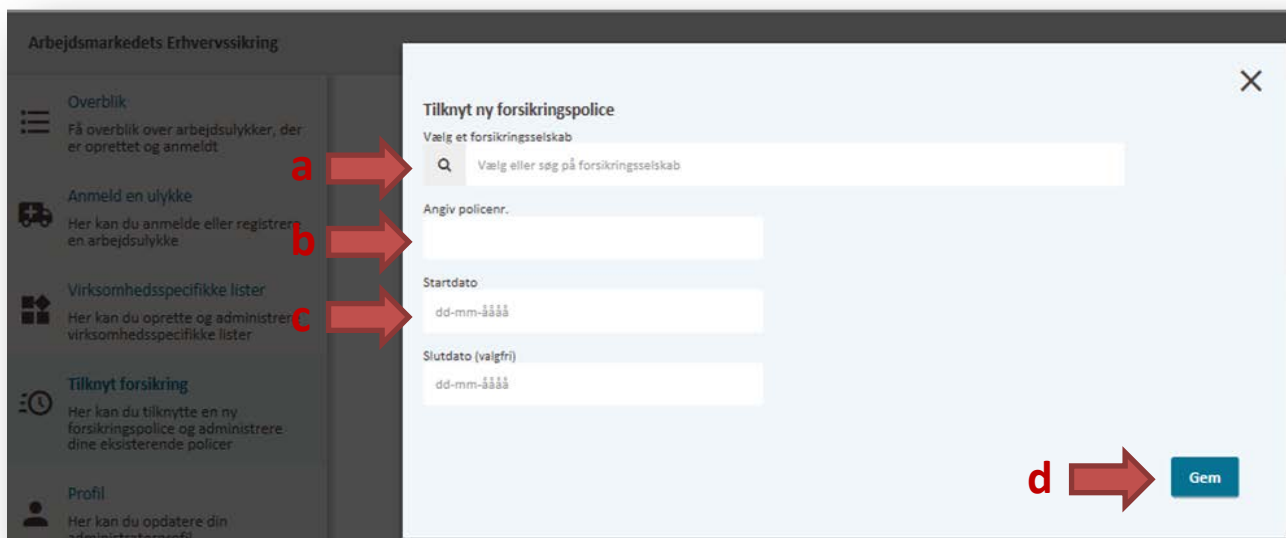 Arbejdsmarkedets Erhvervssikring
Overblik
Få overblik over arbejdsulykker, der
er oprettet og anmeldt
Anmeld en ulykke
Her kan du anmelde eller registrere
en arbejdsulykke
Virksomhedsspecifikke lister
Her kan du oprette og administrere
virksomhedsspecifikke lister
Tilknyt forsikring
Her kan du tilknytte en ny
forsikringspolice og administrere
dine eksisterende policer
Profil
Her kan du opdatere din
administratorprofil
Tilknyt ny forsikringspolice
Vælg et forsikringsselskab
a
Vælg eller søg på forsikringsselskab
Angiv policenr.
b
Startdato
c
dd-mm-åååå
Slutdato (valgfri)
dd-mm-åååå
d
Gem